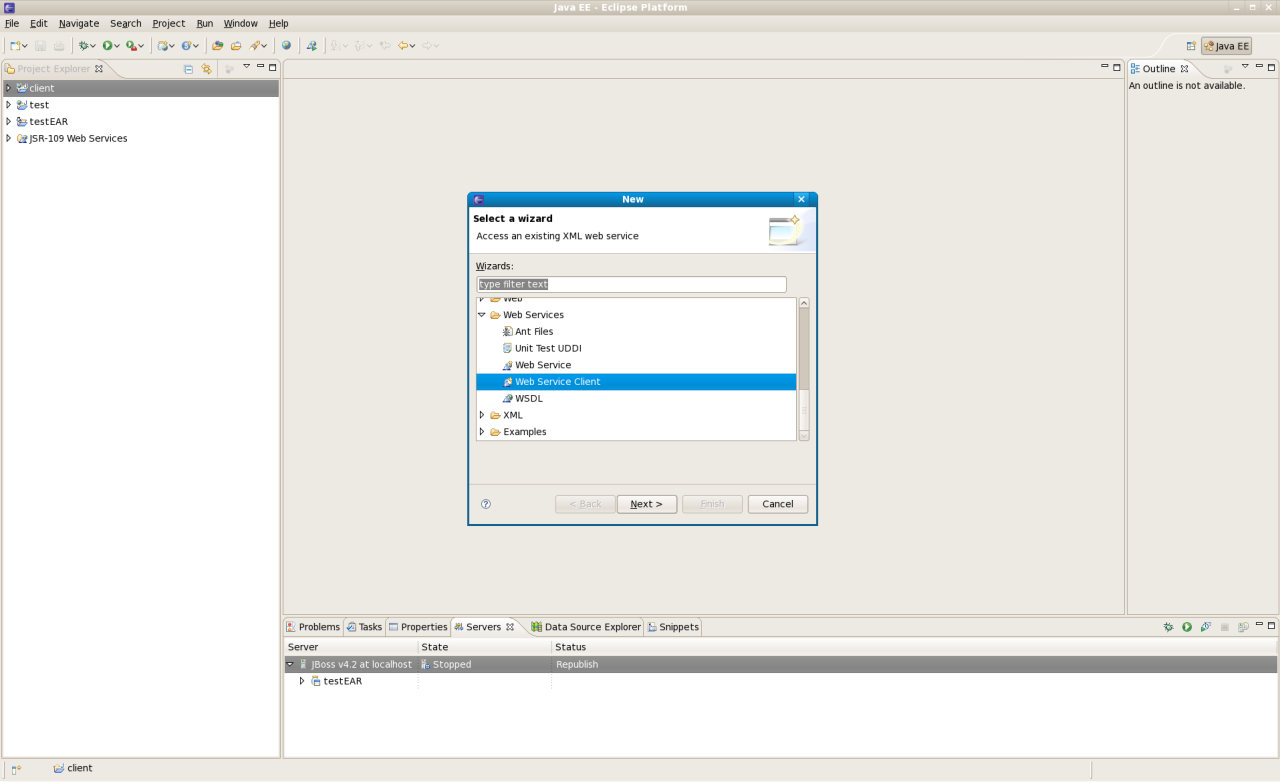 Java EE - Eclipse Platform
File Edit Navigate Search Project Run Window Help
Java EE
Project Explorer
client
test
testEAR
JSR-109 Web Services
Outline
An outline is not available.
New
Select a wizard
Access an existing XML web service
Wizards:
type filter text
Web
Web Services
Ant Files
Unit Test UDDI
Web Service
Web Service Client
WSDL
XML
Examples
< Back Next > Finish Cancel
Problems Tasks Properties Servers Data Source Explorer Snippets
Server State Status
JBoss v4.2 at localhost Stopped Republish
testEAR
client